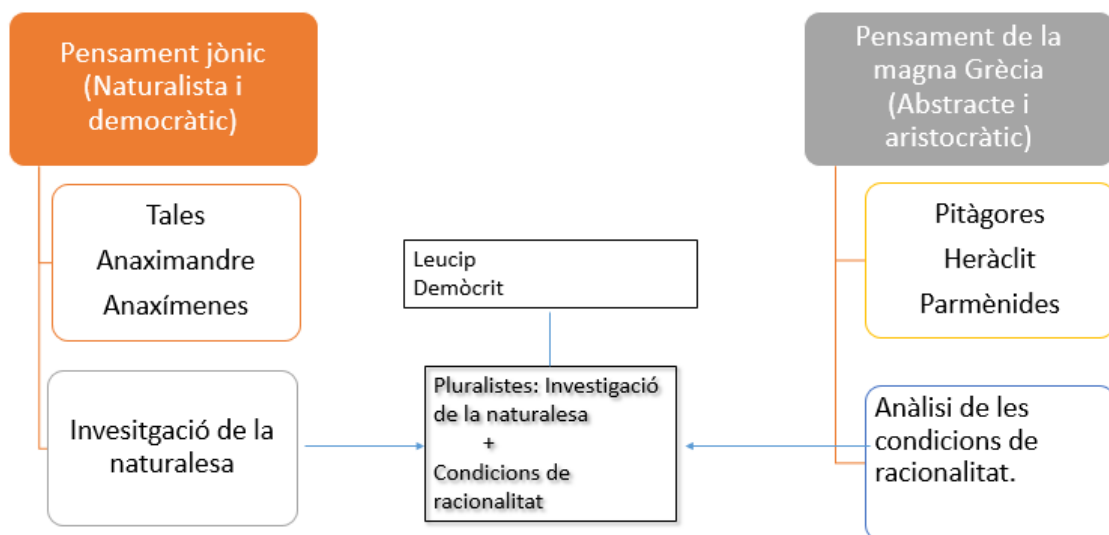 Pensament jònic
(Naturalista i
democràtic)
Tales
Anaximandre
Anaxímenes
Invesitgació de la
naturalesa
Leucip
Demòcrit
Pluralistes: Investigació
de la naturalesa
+
Condicions de
racionalitat
Pensament de la
magna Grècia
(Abstracte i
aristocràtic)
Pitàgores
Heràclit
Parmènides
Anàlisi de les
condicions de
racionalitat.